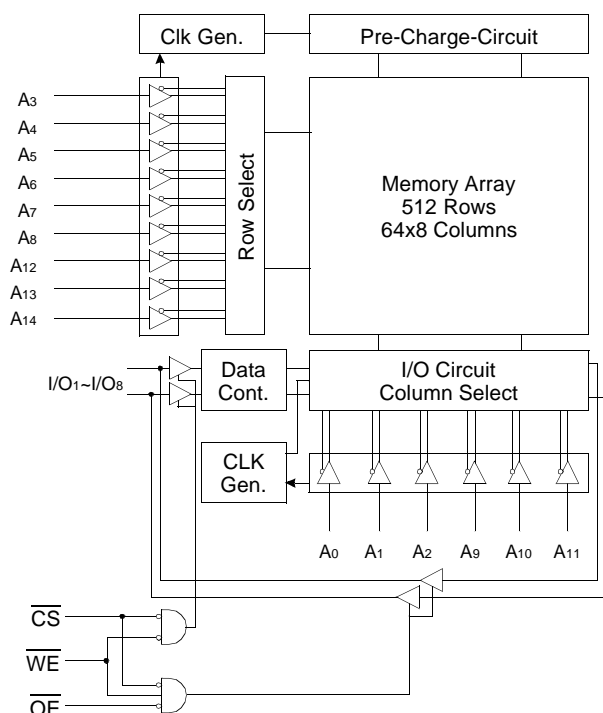 Clk Gen.
Pre-Charge-Circuit
A3
A4
A5
A6
A7
A8
A12
A13
A14
Row Select
Memory Array
512 Rows
64x8 Columns
I/O1~I/O8
Data
Cont.
I/O Circuit
Column Select
CLK
Gen.
A0 A1 A2 A9 A10 A11
CS
WE
OE